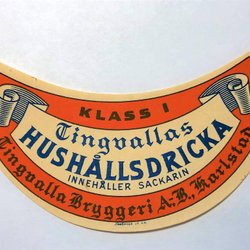 KLASS I
Tingvallas
HUSHÅLLSDRICKA
INNEHÅLLER SACKARIN
Tingvalla Bryggeri A.-B., Karlstad